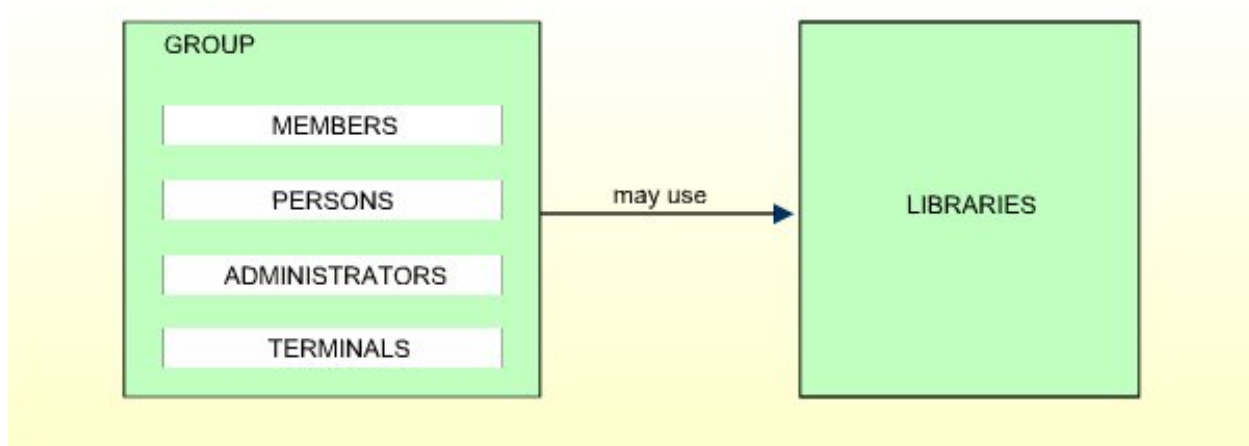 GROUP
MEMBERS
PERSONS
ADMINISTRATORS
TERMINALS
may use
LIBRARIES